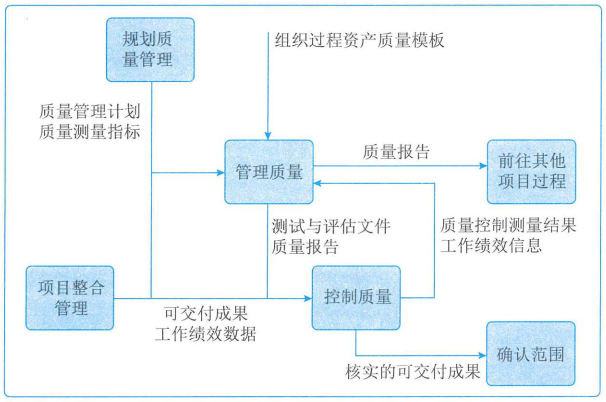 规划质
量管理
组织过程资产质量模板
质量管理计划
质量测量指标
管理质量
质量报告
前往其他
项目过程
测试与评估文件
质量报告
质量控制测量结果
工作绩效信息
项目整合
管理
可交付成果
工作绩效数据
控制质量
核实的可交付成果
确认范围